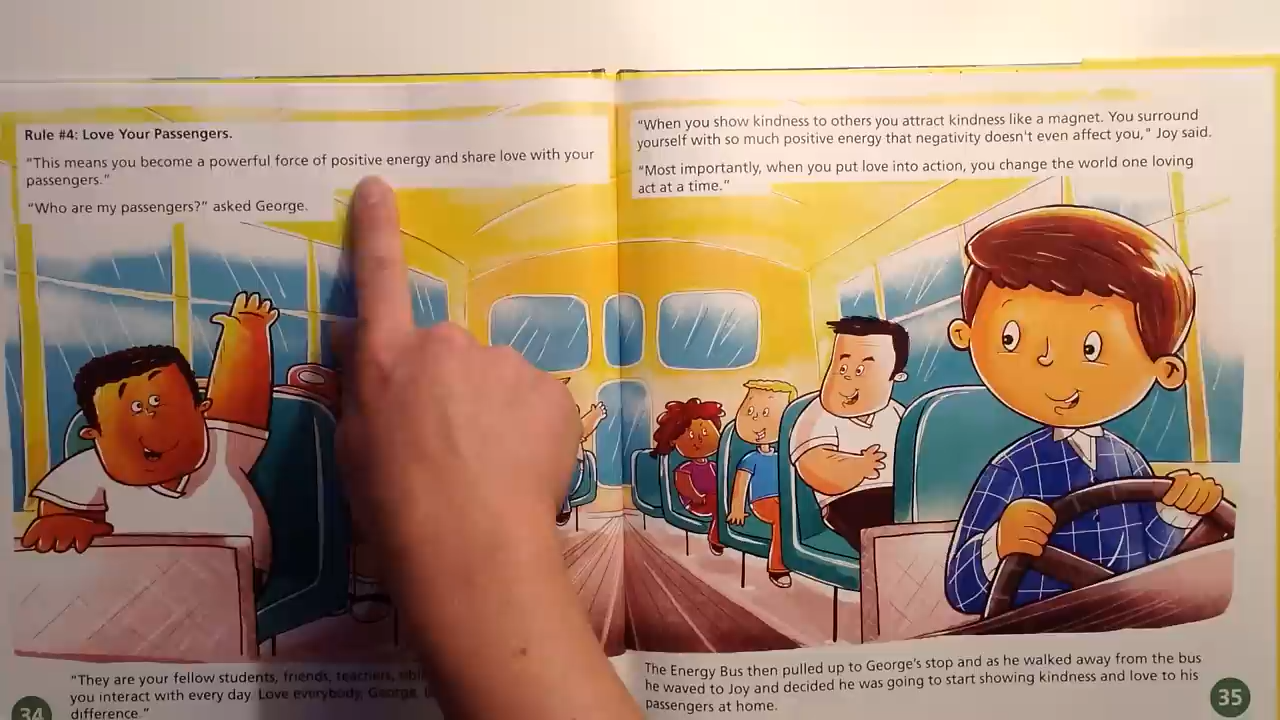 Rule #4: Love Your Passengers.
"This means you become a powerful force of positive energy and share love with your
passengers."
"Who are my passengers?" asked George.
"They are your fellow students, friends, teachers,
you interact with every day. Love everybody, George.
difference."
34
"When you show kindness to others you attract kindness like a magnet. You surround
yourself with so much positive energy that negativity doesn't even affect you," Joy said.
"Most importantly, when you put love into action, you change the world one loving
act at a time."
The Energy Bus then pulled up to George's stop and as he walked away from the bus
he waved to Joy and decided he was going to start showing kindness and love to his
passengers at home.
35